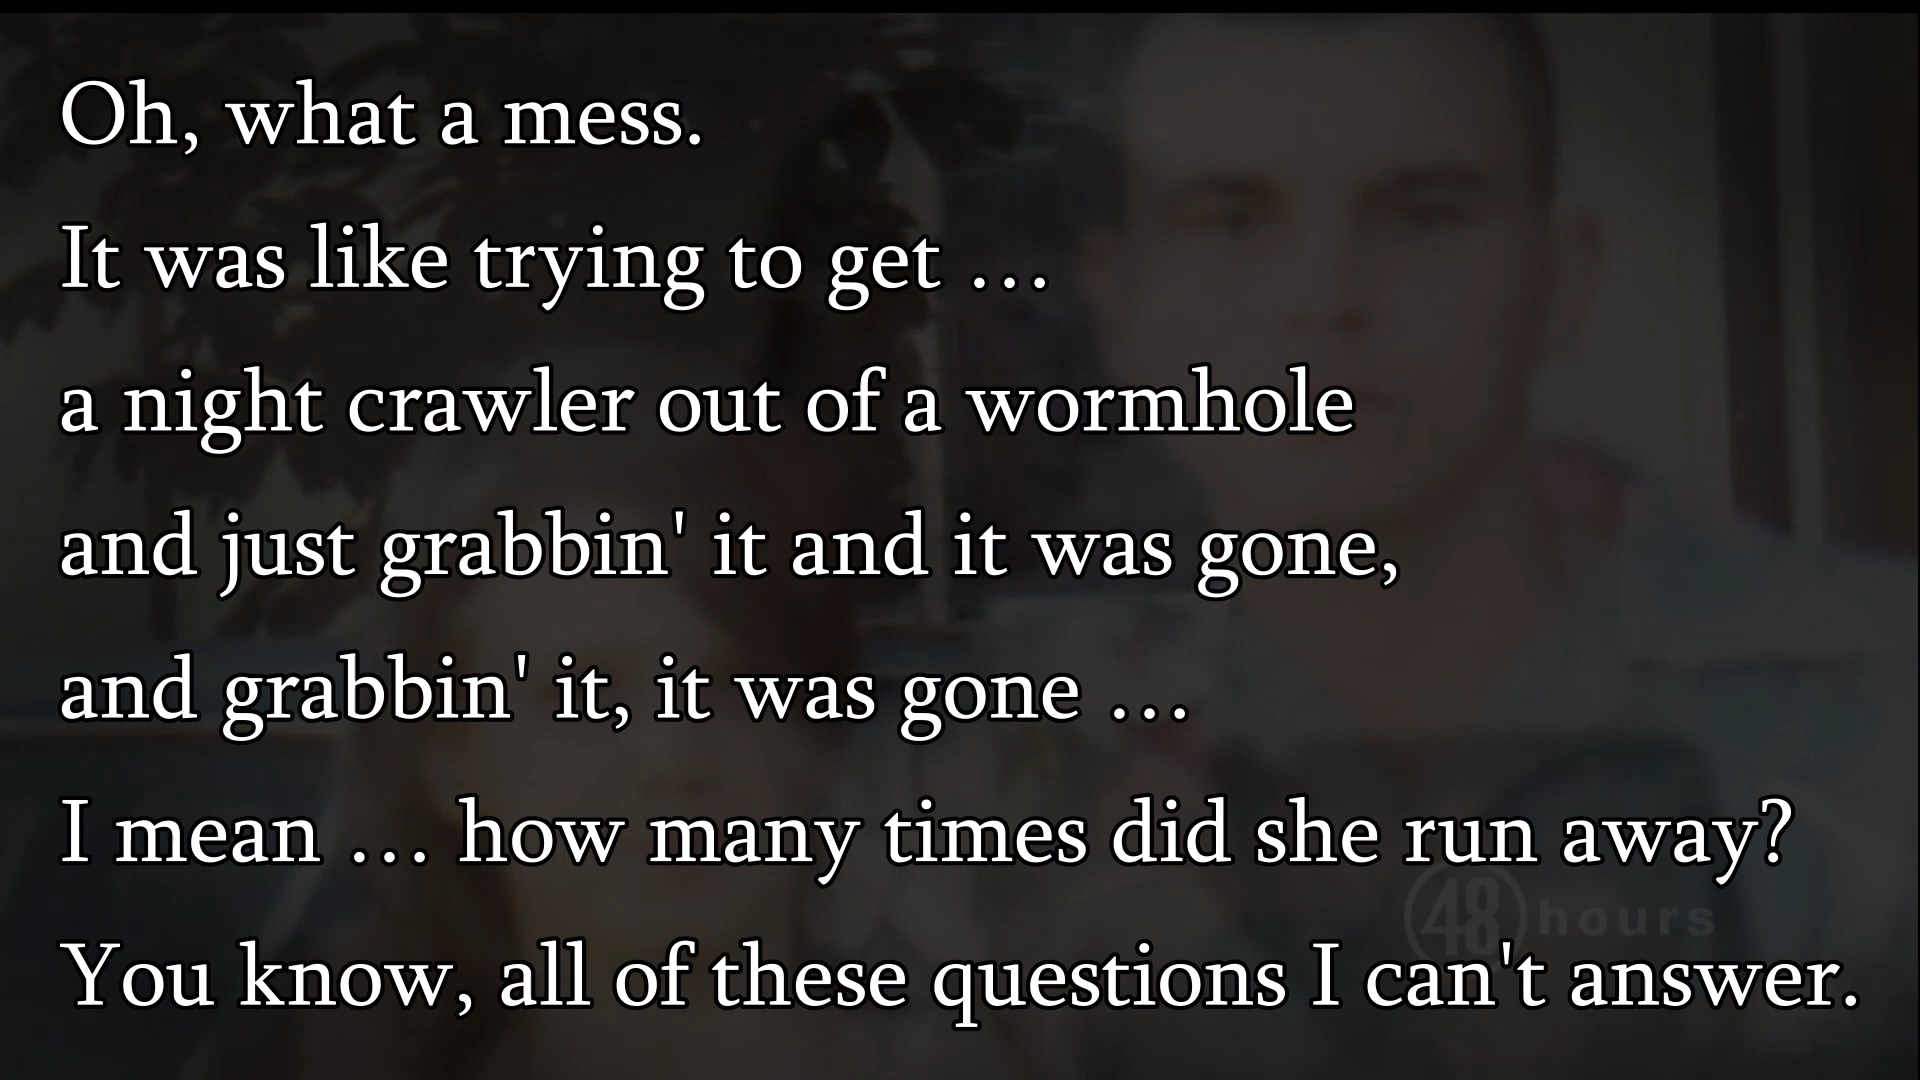 Oh, what a mess.
It was like trying to get …
a night crawler out of a wormhole
and just grabbin' it and it was gone,
and grabbin' it, it was gone …
I mean … how many times did she run away?
48 hours
You know, all of these questions I can't answer.